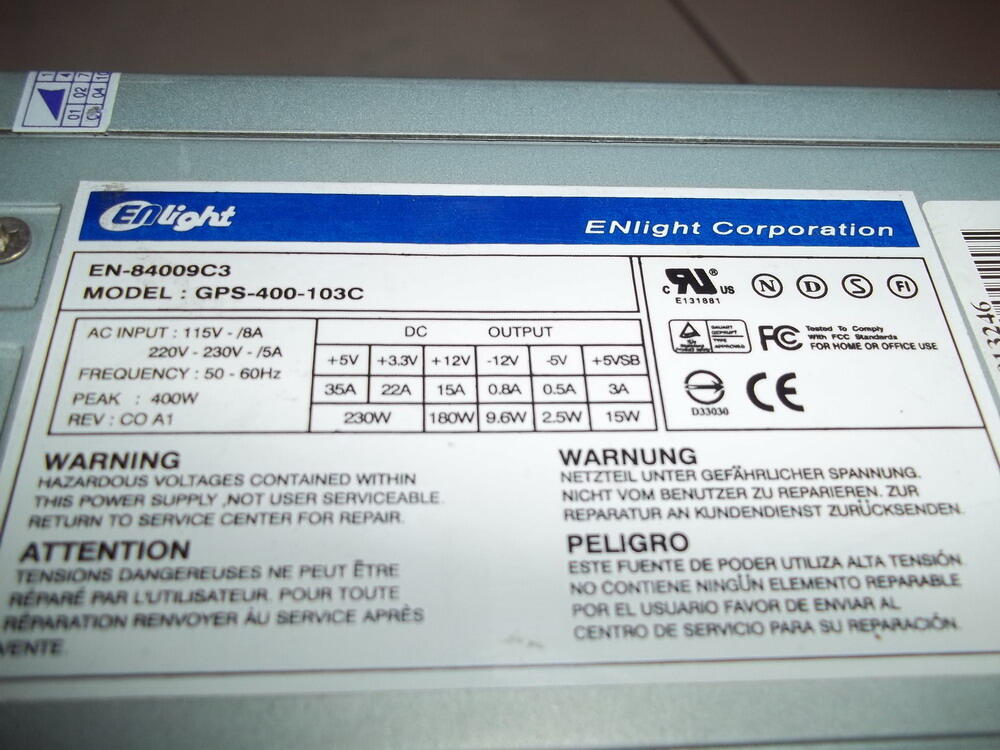 01 02
04
ENlight
ENlight Corporation
EN-84009C3
MODEL : GPS-400-103C
AC INPUT : 115V - /8A
220V - 230V - /5A
FREQUENCY : 50 - 60Hz
PEAK : 400W
REV : CO A1
DC OUTPUT
+5V +3.3V +12V -12V -5V +5VSB
35A 22A 15A 0.8A 0.5A 3A
230W 180W 9.6W 2.5W 15W
c RU ® US
E131881
N D S FI
FC Tested To Comply
With FCC Standards
FOR HOME OR OFFICE USE
D33030
CE
WARNING
HAZARDOUS VOLTAGES CONTAINED WITHIN
THIS POWER SUPPLY ,NOT USER SERVICEABLE.
RETURN TO SERVICE CENTER FOR REPAIR.
ATTENTION
TENSIONS DANGEREUSES NE PEUT ÊTRE
RÉPARÉ PAR L'UTILISATEUR. POUR TOUTE
RÉPARATION RENVOYER ÂU SERVICE APRÈS
VENTE.
WARNUNG
NETZTEIL UNTER GEFÄHRLICHER SPANNUNG.
NICHT VOM BENUTZER ZU REPARIEREN. ZUR
REPARATUR AN KUNDENDIENST ZURÜCKSENDEN.
PELIGRO
ESTE FUENTE DE PODER UTILIZA ALTA TENSIÓN.
NO CONTIENE NINGÜN ELEMENTO REPARABLE
POR EL USUARIO FAVOR DE ENVIAR AL
CENTRO DE SERVICIO PARA SU REPARACIÓN.